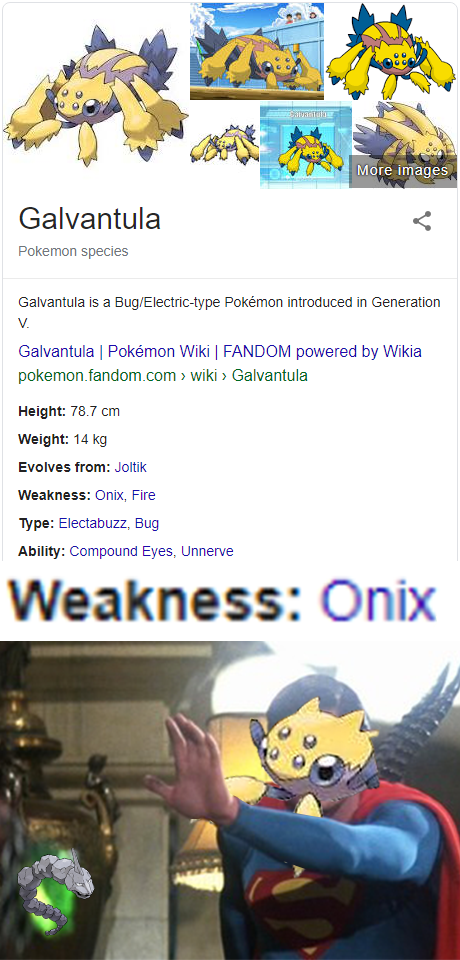 Galvantula
More images
Galvantula
Pokemon species
Galvantula is a Bug/Electric-type Pokémon introduced in Generation
V.
Galvantula | Pokémon Wiki | FANDOM powered by Wikia
pokemon.fandom.com › wiki › Galvantula
Height: 78.7 cm
Weight: 14 kg
Evolves from: Joltik
Weakness: Onix, Fire
Type: Electabuzz, Bug
Ability: Compound Eyes, Unnerve
Weakness: Onix